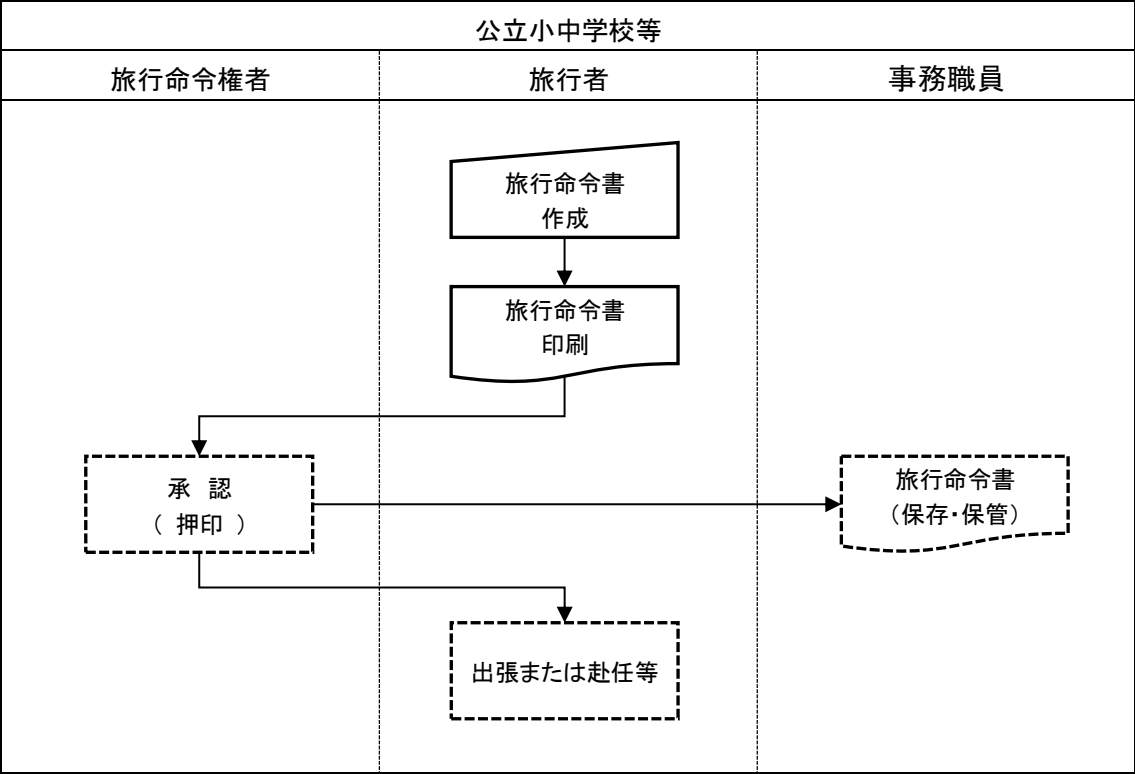 公立小中学校等
旅行命令権者
旅行者
事務職員
旅行命令書
作成
旅行命令書
印刷
承 認
（ 押印 ）
旅行命令書
（保存・保管）
出張または赴任等